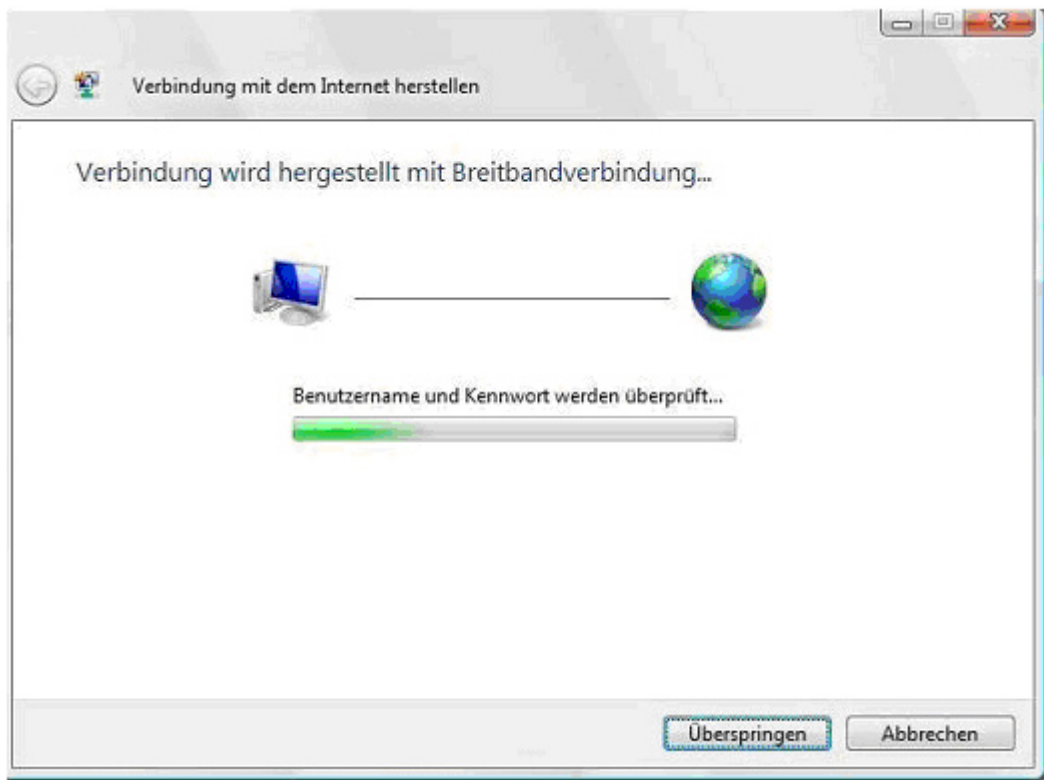 Verbindung mit dem Internet herstellen
Verbindung wird hergestellt mit Breitbandverbindung...
Benutzername und Kennwort werden überprüft...
Überspringen Abbrechen